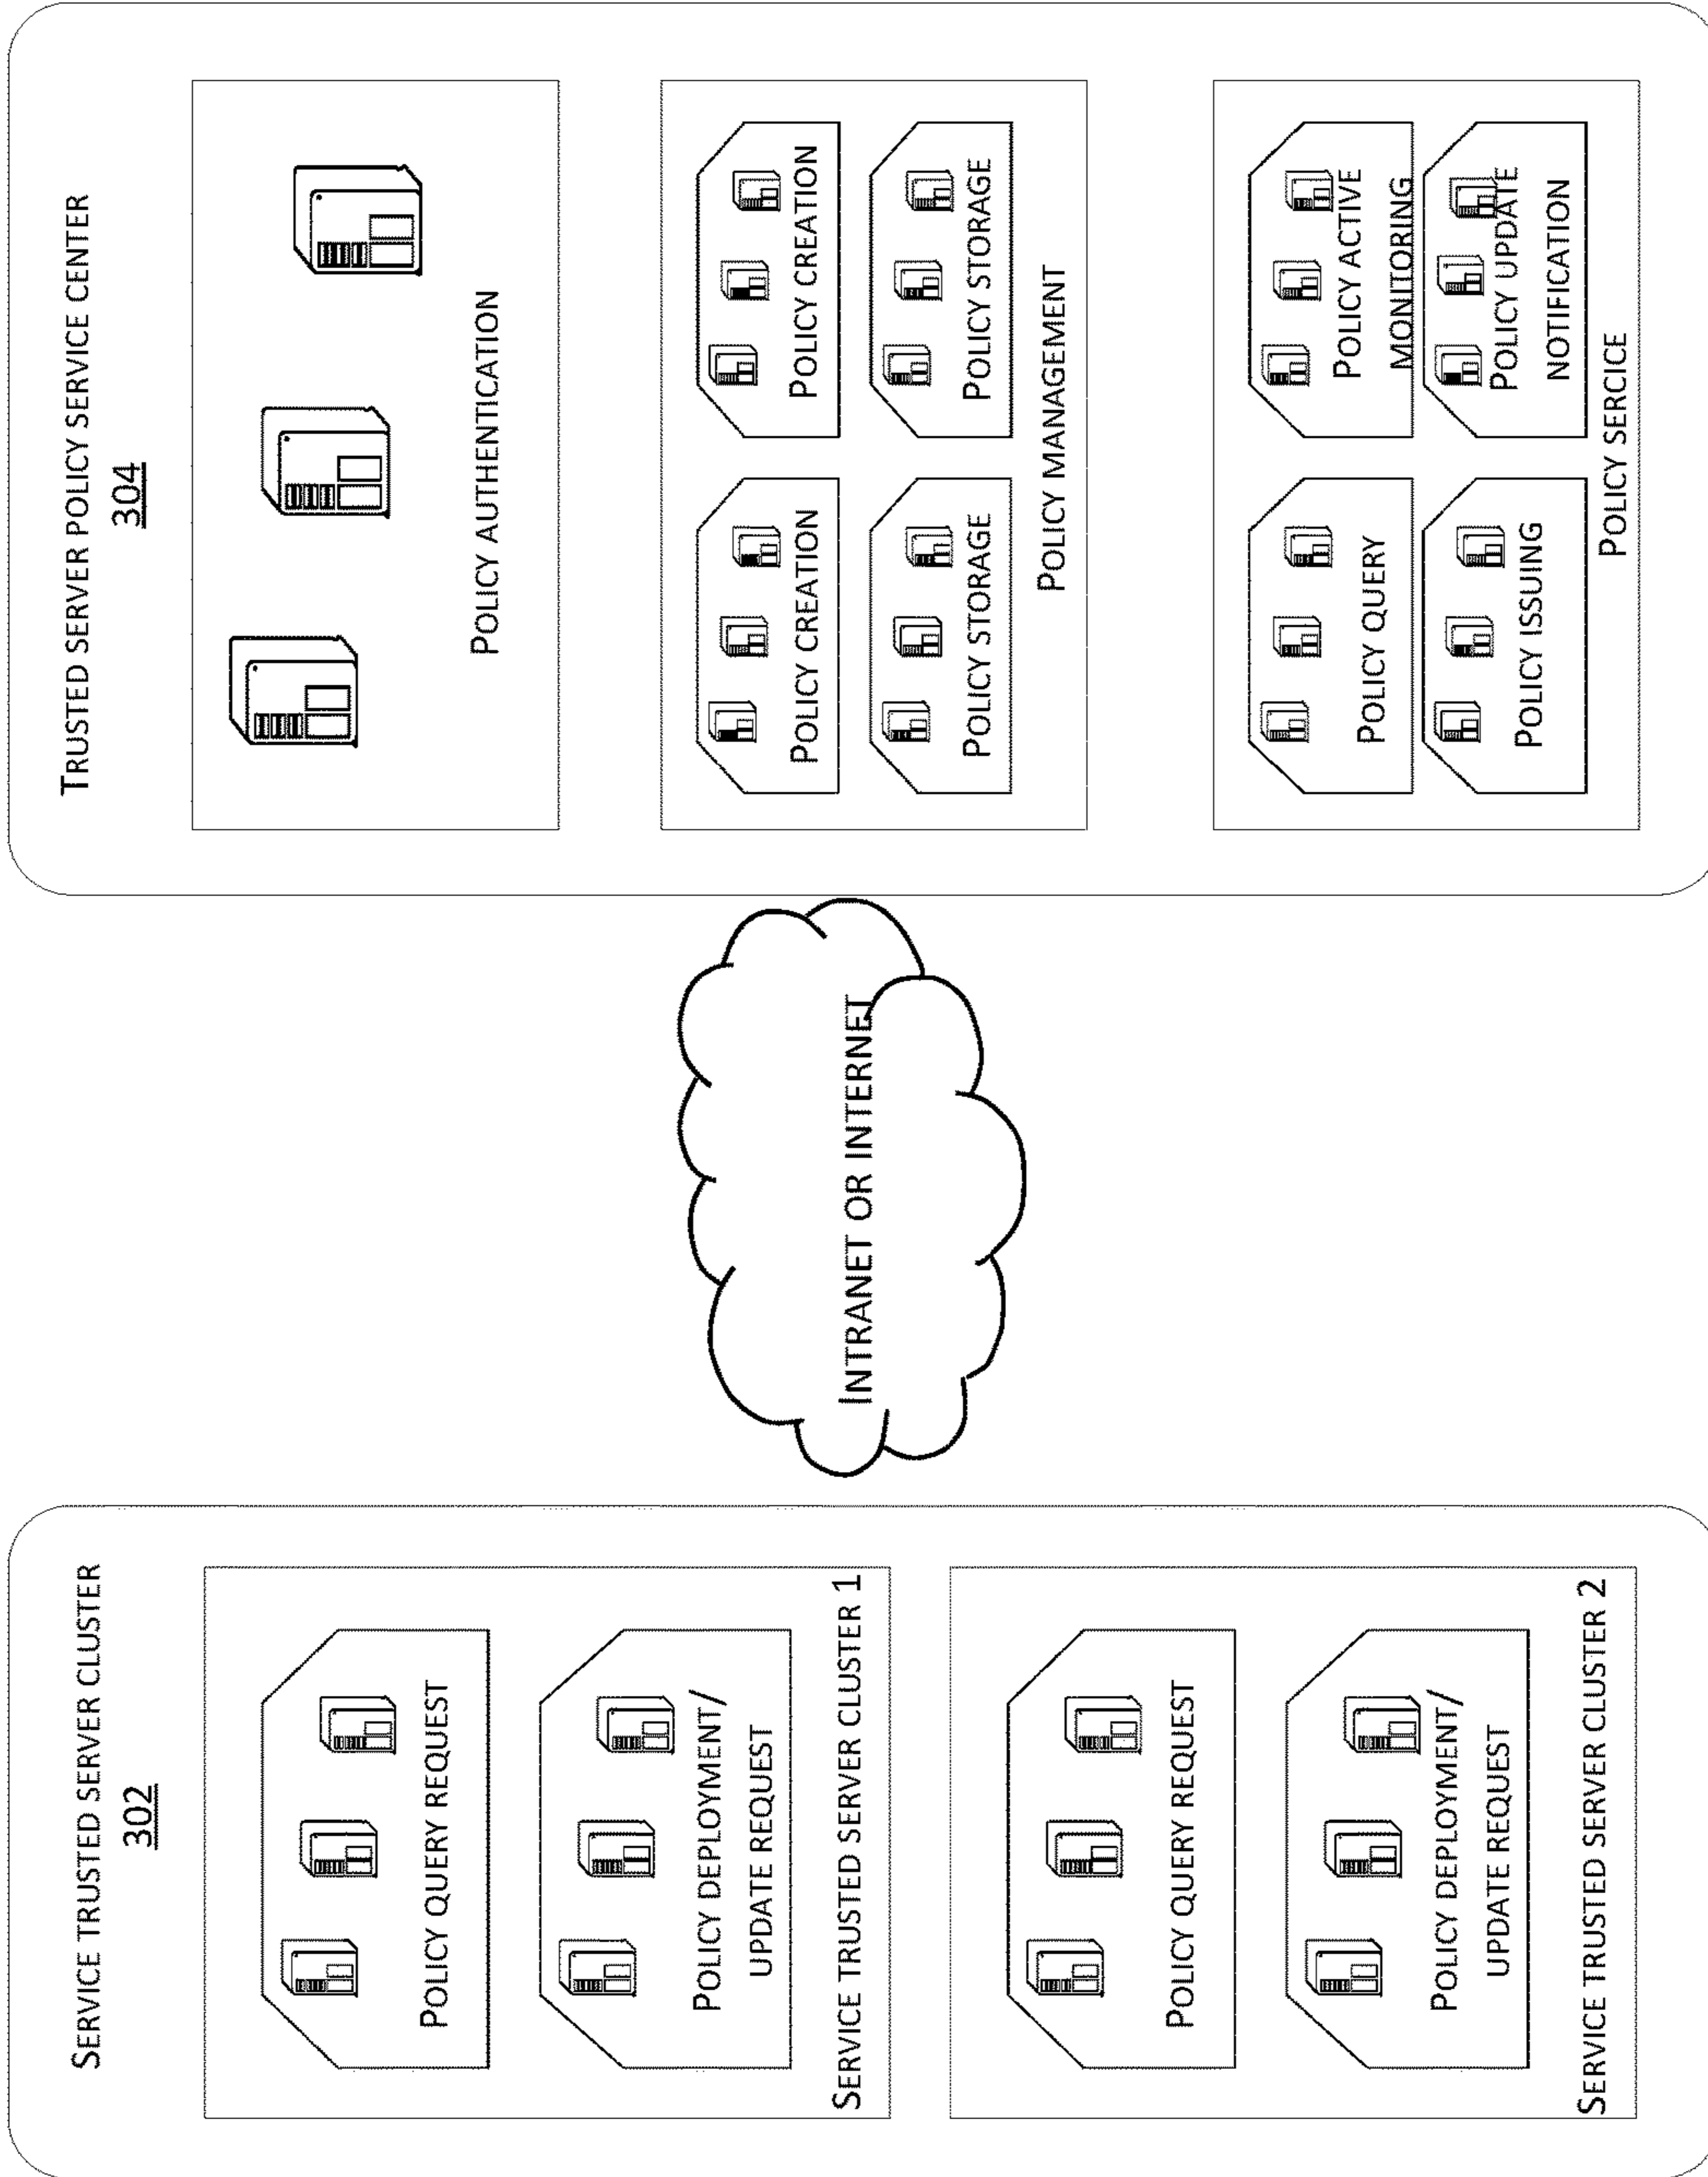 SERVICE TRUSTED SERVER CLUSTER
302
POLICY QUERY REQUEST
POLICY DEPLOYMENT/
UPDATE REQUEST
SERVICE TRUSTED SERVER CLUSTER 1
POLICY QUERY REQUEST
POLICY DEPLOYMENT/
UPDATE REQUEST
SERVICE TRUSTED SERVER CLUSTER 2
INTRANET OR INTERNET
TRUSTED SERVER POLICY SERVICE CENTER
304
POLICY AUTHENTICATION
POLICY CREATION
POLICY CREATION
POLICY STORAGE
POLICY STORAGE
POLICY MANAGEMENT
POLICY QUERY
POLICY ACTIVE
MONITORING
POLICY ISSUING
POLICY UPDATE
NOTIFICATION
POLICY SERCICE